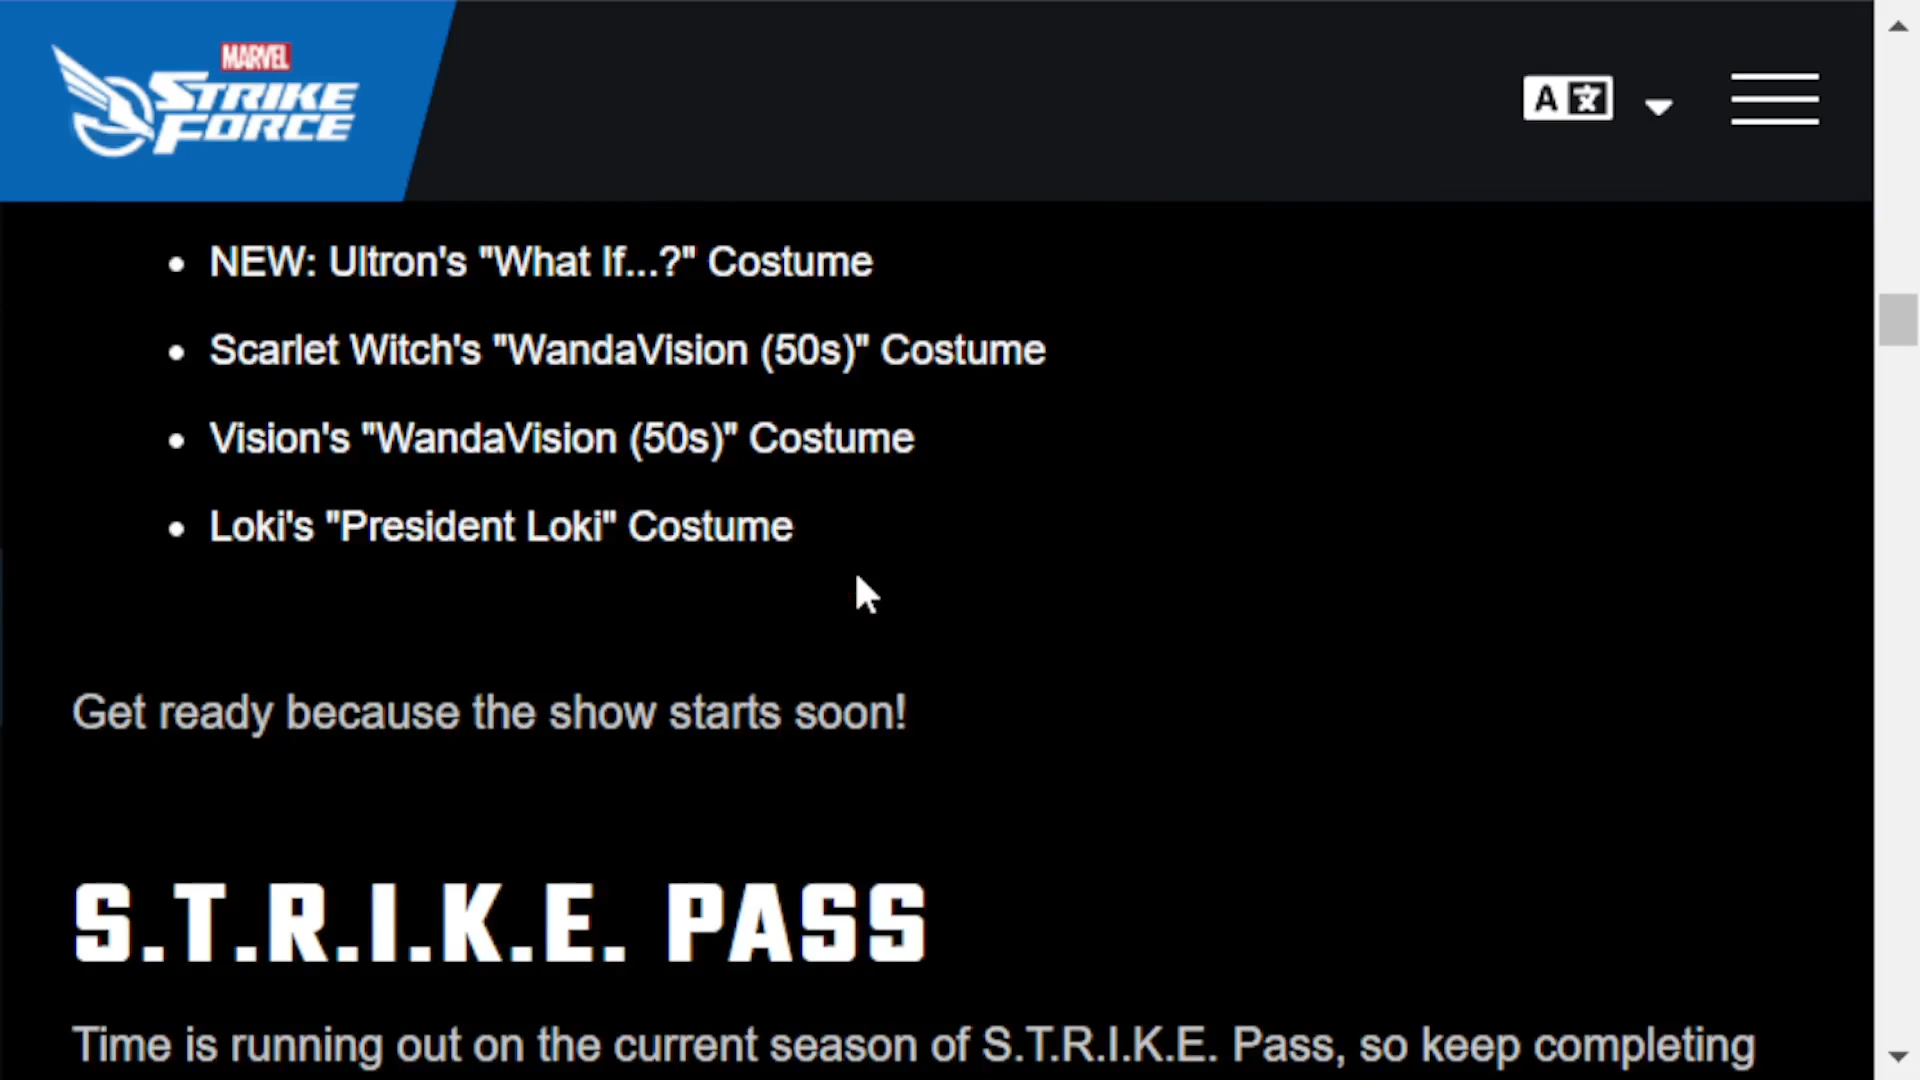 MARVEL
STRIKE
FORCE
A 文
• NEW: Ultron's "What If...?" Costume
• Scarlet Witch's "WandaVision (50s)" Costume
• Vision's "WandaVision (50s)" Costume
• Loki's "President Loki" Costume
Get ready because the show starts soon!
S.T.R.I.K.E. PASS
Time is running out on the current season of S.T.R.I.K.E. Pass, so keep completing